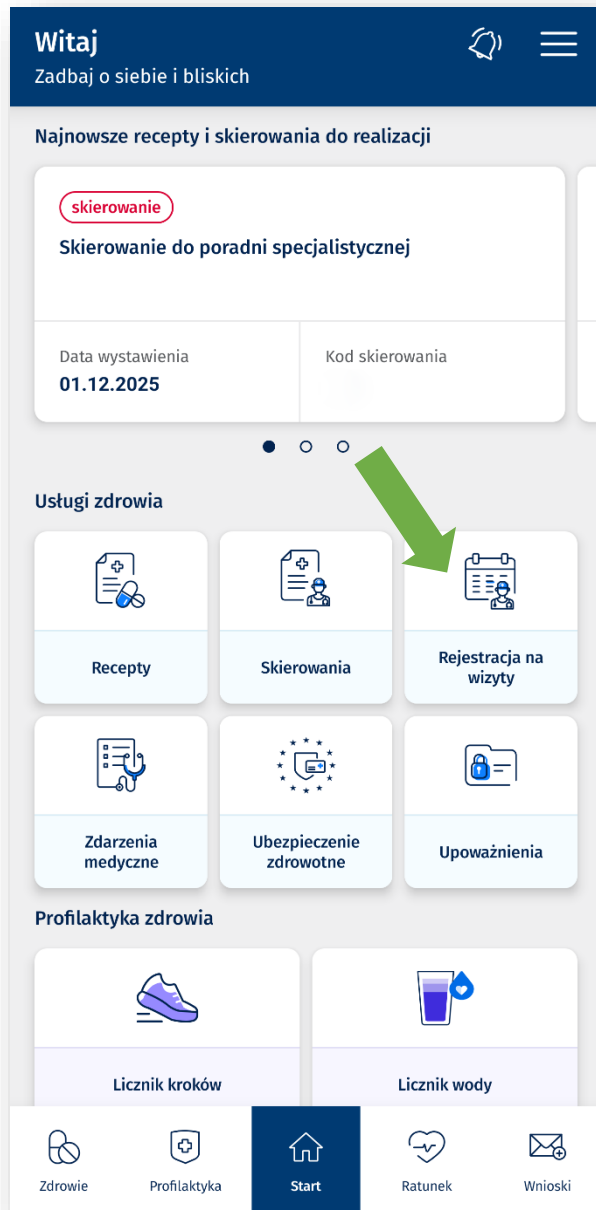 Witaj
Zadbaj o siebie i bliskich
Najnowsze recepty i skierowania do realizacji
skierowanie
Skierowanie do poradni specjalistycznej
Data wystawienia
Kod skierowania
01.12.2025
Usługi zdrowia
Recepty
Skierowania
Rejestracja na
wizyty
Zdarzenia
medyczne
Ubezpieczenie
zdrowotne
Upoważnienia
Profilaktyka zdrowia
Licznik kroków
Licznik wody
Zdrowie
Profilaktyka
Start
Ratunek
Wnioski